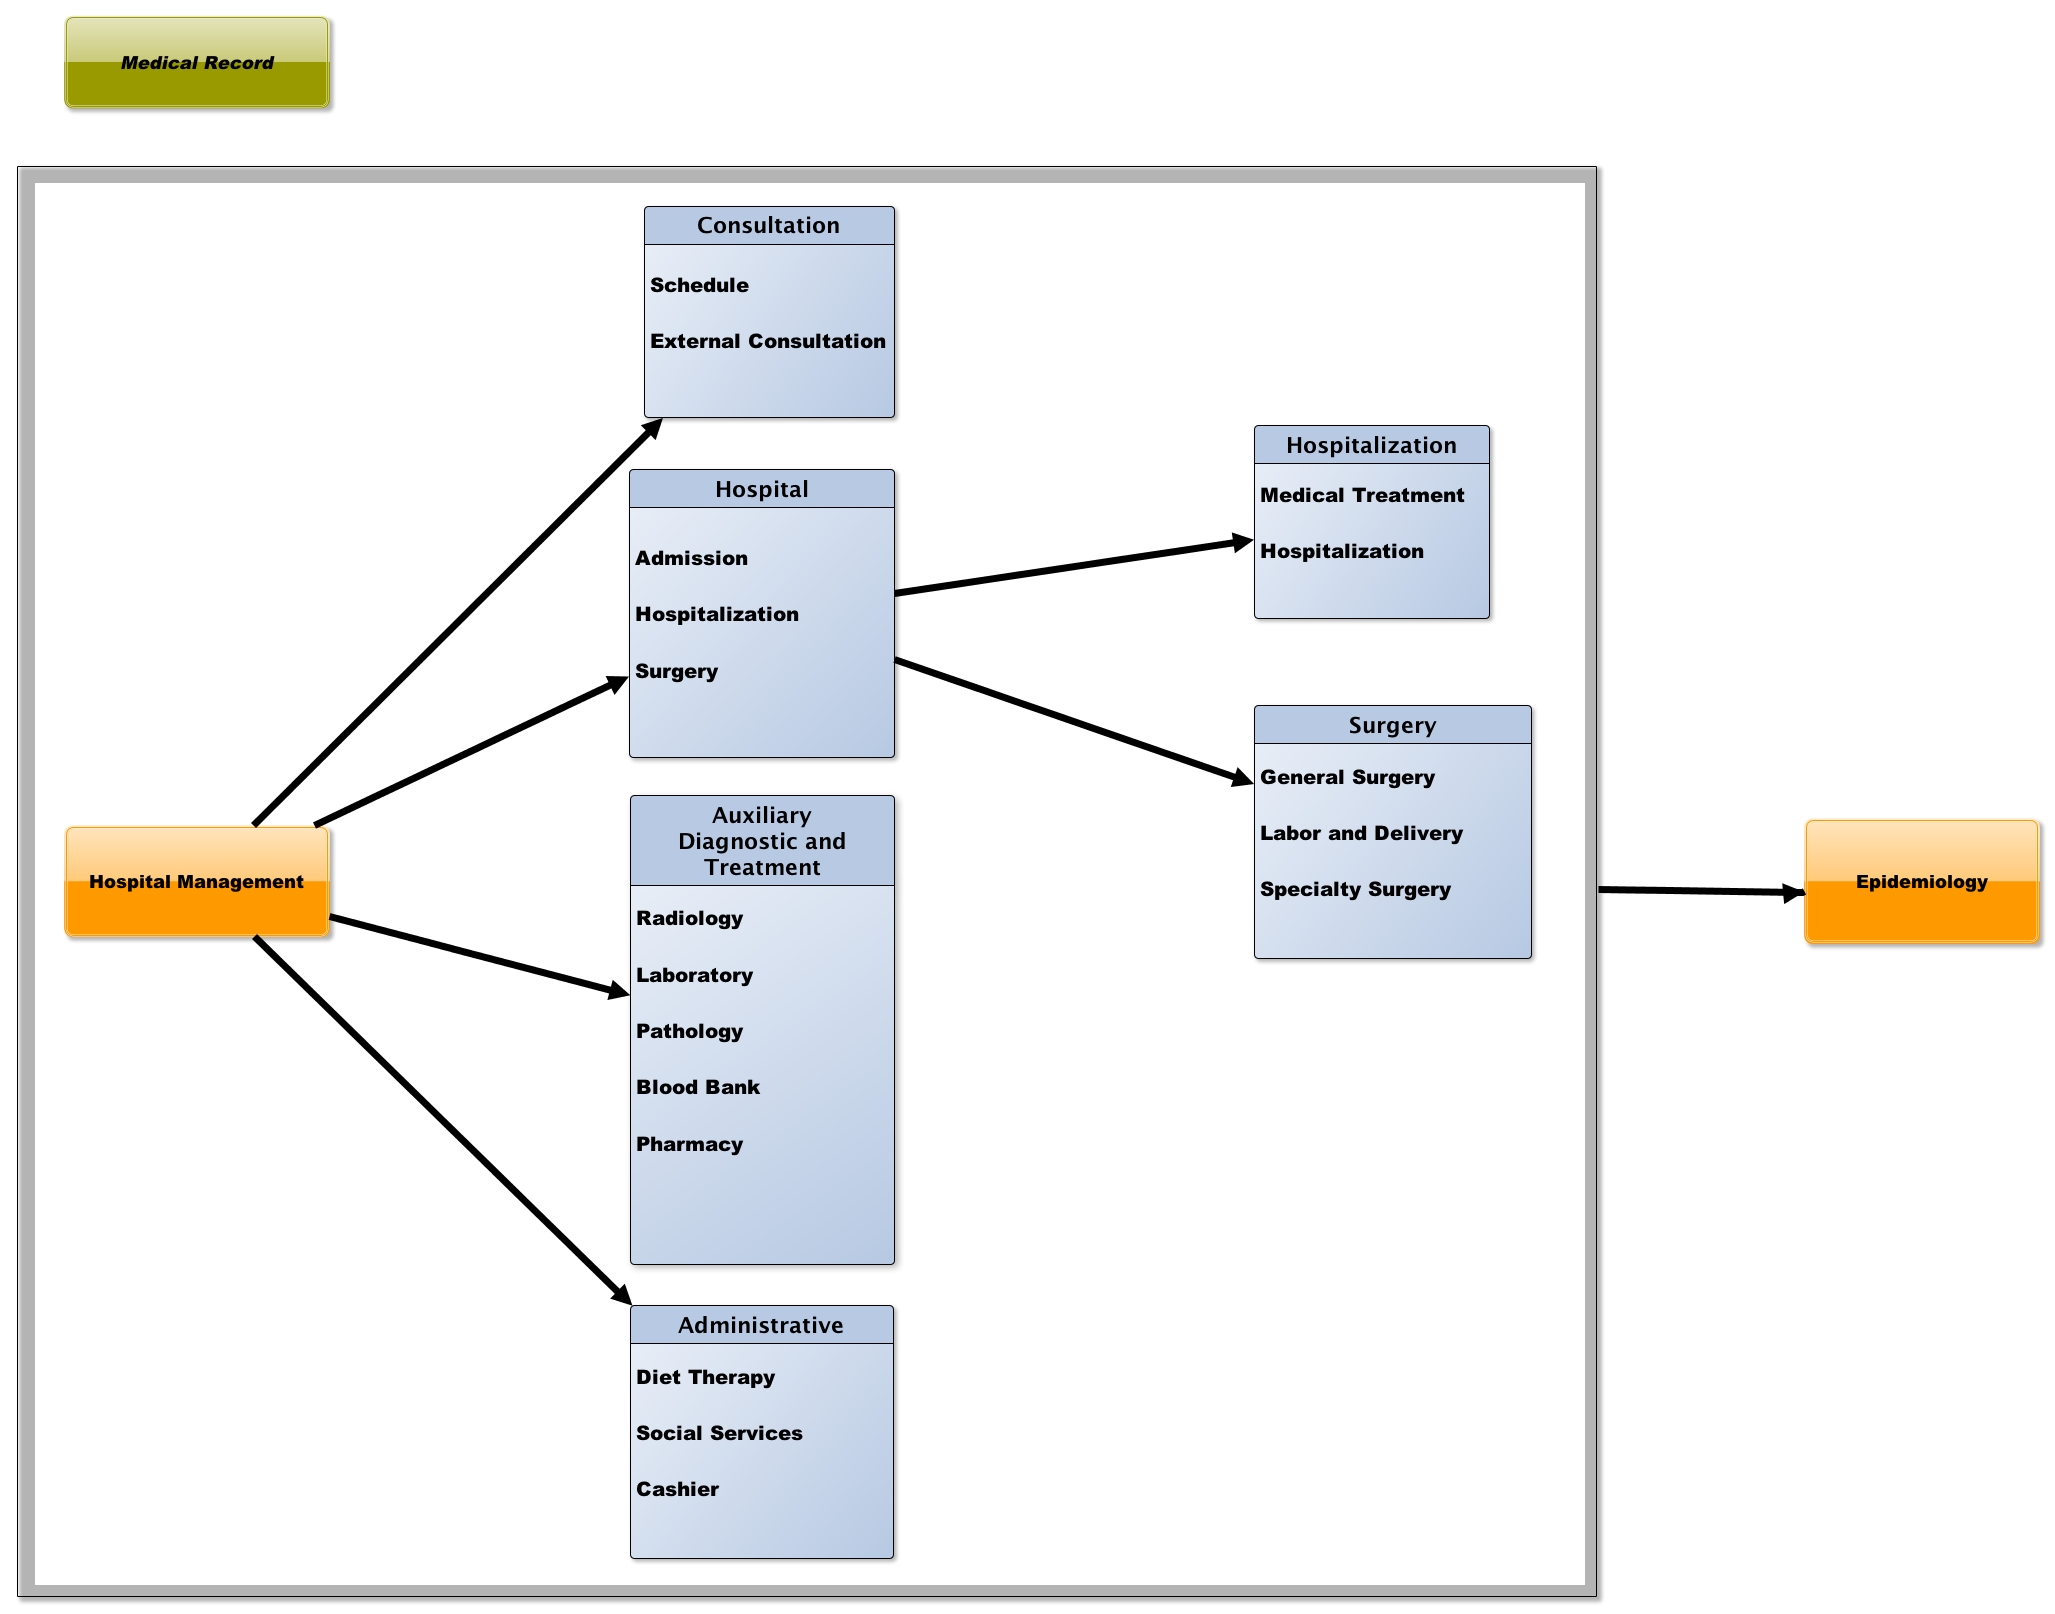 Medical Record
Consultation
Schedule
External Consultation
Hospital
Admission
Hospitalization
Surgery
Hospitalization
Medical Treatment
Hospitalization
Surgery
General Surgery
Labor and Delivery
Specialty Surgery
Hospital Management
Auxiliary
Diagnostic and
Treatment
Radiology
Laboratory
Pathology
Blood Bank
Pharmacy
Administrative
Diet Therapy
Social Services
Cashier
Epidemiology